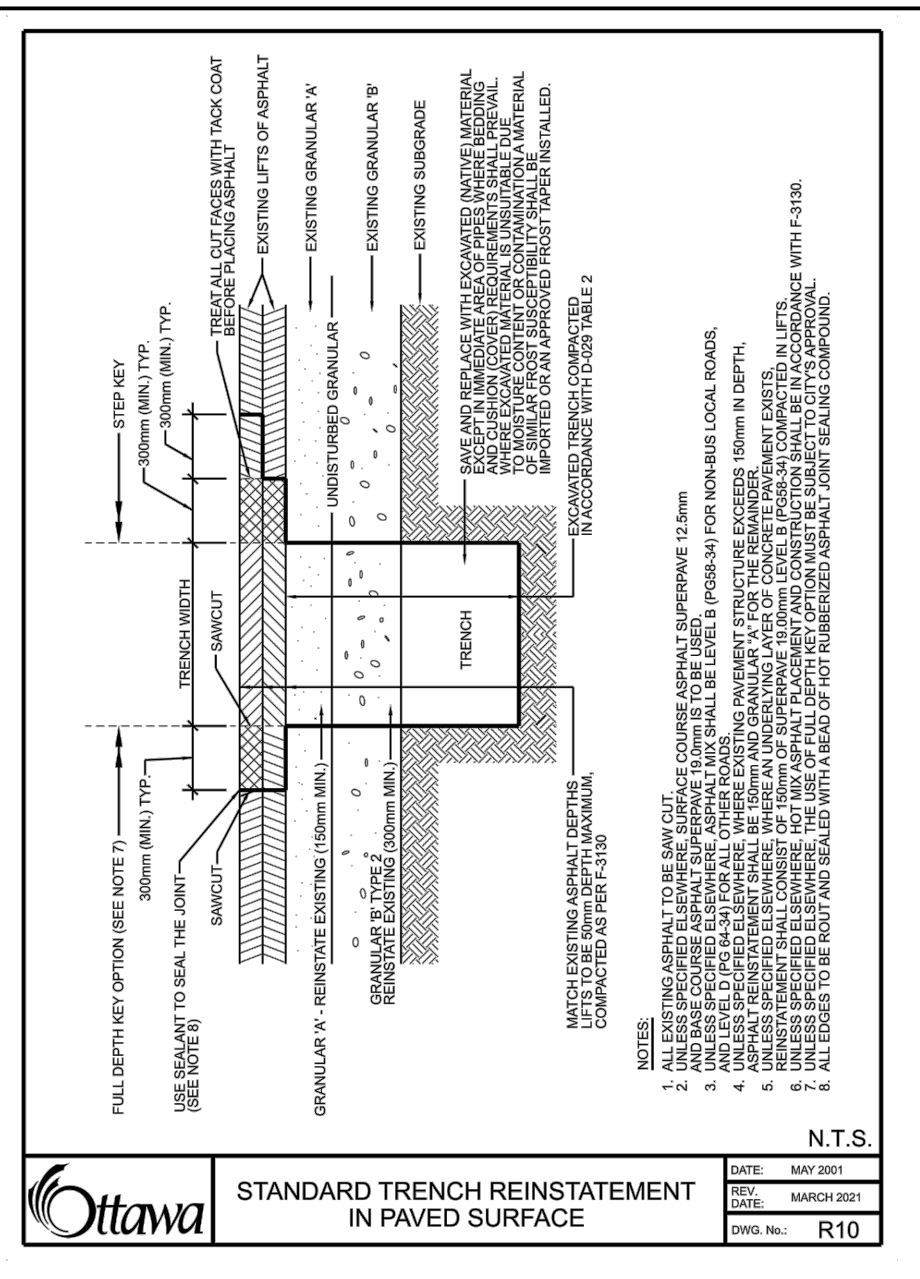 FULL DEPTH KEY OPTION (SEE NOTE 7)
STEP KEY
300mm (MIN.) TYP.
TRENCH WIDTH
300mm (MIN.) TYP.
300mm (MIN.) TYP.
USE SEALANT TO SEAL THE JOINT
(SEE NOTE 8)
SAWCUT
SAWCUT
TREAT ALL CUT FACES WITH TACK COAT
BEFORE PLACING ASPHALT
EXISTING LIFTS OF ASPHALT
GRANULAR 'A' - REINSTATE EXISTING (150mm MIN.)
UNDISTURBED GRANULAR
EXISTING GRANULAR 'A'
GRANULAR 'B' TYPE 2
REINSTATE EXISTING (300mm MIN.)
EXISTING GRANULAR 'B'
EXISTING SUBGRADE
TRENCH
SAVE AND REPLACE WITH EXCAVATED (NATIVE) MATERIAL
EXCEPT IN IMMEDIATE AREA OF PIPES WHERE BEDDING
AND CUSHION (COVER) REQUIREMENTS SHALL PREVAIL.
WHERE EXCAVATED MATERIAL IS UNSUITABLE DUE
TO MOISTURE CONTENT OR CONTAMINATION A MATERIAL
OF SIMILAR FROST SUSCEPTIBILITY SHALL BE
IMPORTED OR AN APPROVED FROST TAPER INSTALLED.
MATCH EXISTING ASPHALT DEPTHS
LIFTS TO BE 50mm DEPTH MAXIMUM,
COMPACTED AS PER F-3130
EXCAVATED TRENCH COMPACTED
IN ACCORDANCE WITH D-029 TABLE 2
NOTES:
1. ALL EXISTING ASPHALT TO BE SAW CUT.
2. UNLESS SPECIFIED ELSEWHERE, SURFACE COURSE ASPHALT SUPERPAVE 12.5mm
AND BASE COURSE ASPHALT SUPERPAVE 19.0mm IS TO BE USED.
3. UNLESS SPECIFIED ELSEWHERE, ASPHALT MIX SHALL BE LEVEL B (PG58-34) FOR NON-BUS LOCAL ROADS,
AND LEVEL D (PG 64-34) FOR ALL OTHER ROADS.
4. UNLESS SPECIFIED ELSEWHERE, WHERE EXISTING PAVEMENT STRUCTURE EXCEEDS 150mm IN DEPTH,
ASPHALT REINSTATEMENT SHALL BE 150mm AND GRANULAR "A" FOR THE REMAINDER.
5. UNLESS SPECIFIED ELSEWHERE, WHERE AN UNDERLYING LAYER OF CONCRETE PAVEMENT EXISTS,
REINSTATEMENT SHALL CONSIST OF 150mm OF SUPERPAVE 19.00mm LEVEL B (PG58-34) COMPACTED IN LIFTS.
6. UNLESS SPECIFIED ELSEWHERE, HOT MIX ASPHALT PLACEMENT AND CONSTRUCTION SHALL BE IN ACCORDANCE WITH F-3130.
7. UNLESS SPECIFIED ELSEWHERE, THE USE OF FULL DEPTH KEY OPTION MUST BE SUBJECT TO CITY'S APPROVAL.
8. ALL EDGES TO BE ROUT AND SEALED WITH A BEAD OF HOT RUBBERIZED ASPHALT JOINT SEALING COMPOUND.
N.T.S.
Ottawa
STANDARD TRENCH REINSTATEMENT
IN PAVED SURFACE
DATE: MAY 2001
REV.
DATE: MARCH 2021
DWG. No.: R10